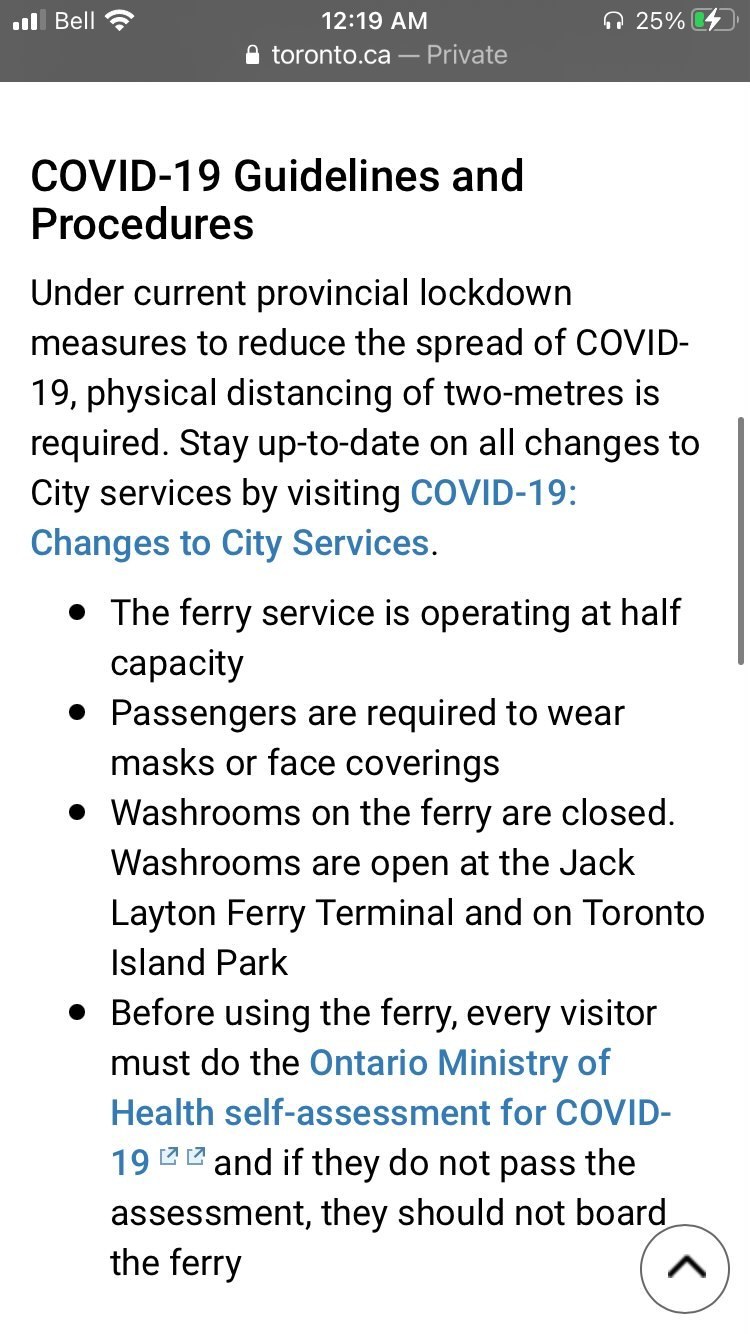 Bell 12:19 AM 25%
toronto.ca — Private
COVID-19 Guidelines and
Procedures
Under current provincial lockdown
measures to reduce the spread of COVID-
19, physical distancing of two-metres is
required. Stay up-to-date on all changes to
City services by visiting COVID-19:
Changes to City Services.
• The ferry service is operating at half
capacity
• Passengers are required to wear
masks or face coverings
• Washrooms on the ferry are closed.
Washrooms are open at the Jack
Layton Ferry Terminal and on Toronto
Island Park
• Before using the ferry, every visitor
must do the Ontario Ministry of
Health self-assessment for COVID-
19 and if they do not pass the
assessment, they should not board
the ferry